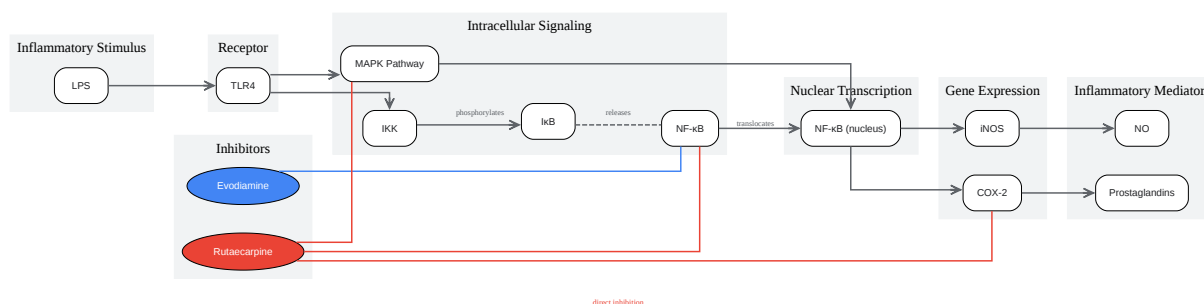 Intracellular Signaling
Inflammatory Stimulus
Receptor
MAPK Pathway
LPS
TLR4
Nuclear Transcription
Gene Expression
Inflammatory Mediator
phosphorylates
IκB
releases
IKK
NF-κB
translocates
NF-κB (nucleus)
iNOS
NO
Inhibitors
Evodiamine
COX-2
Prostaglandins
Rutaecarpine
direct inhibition